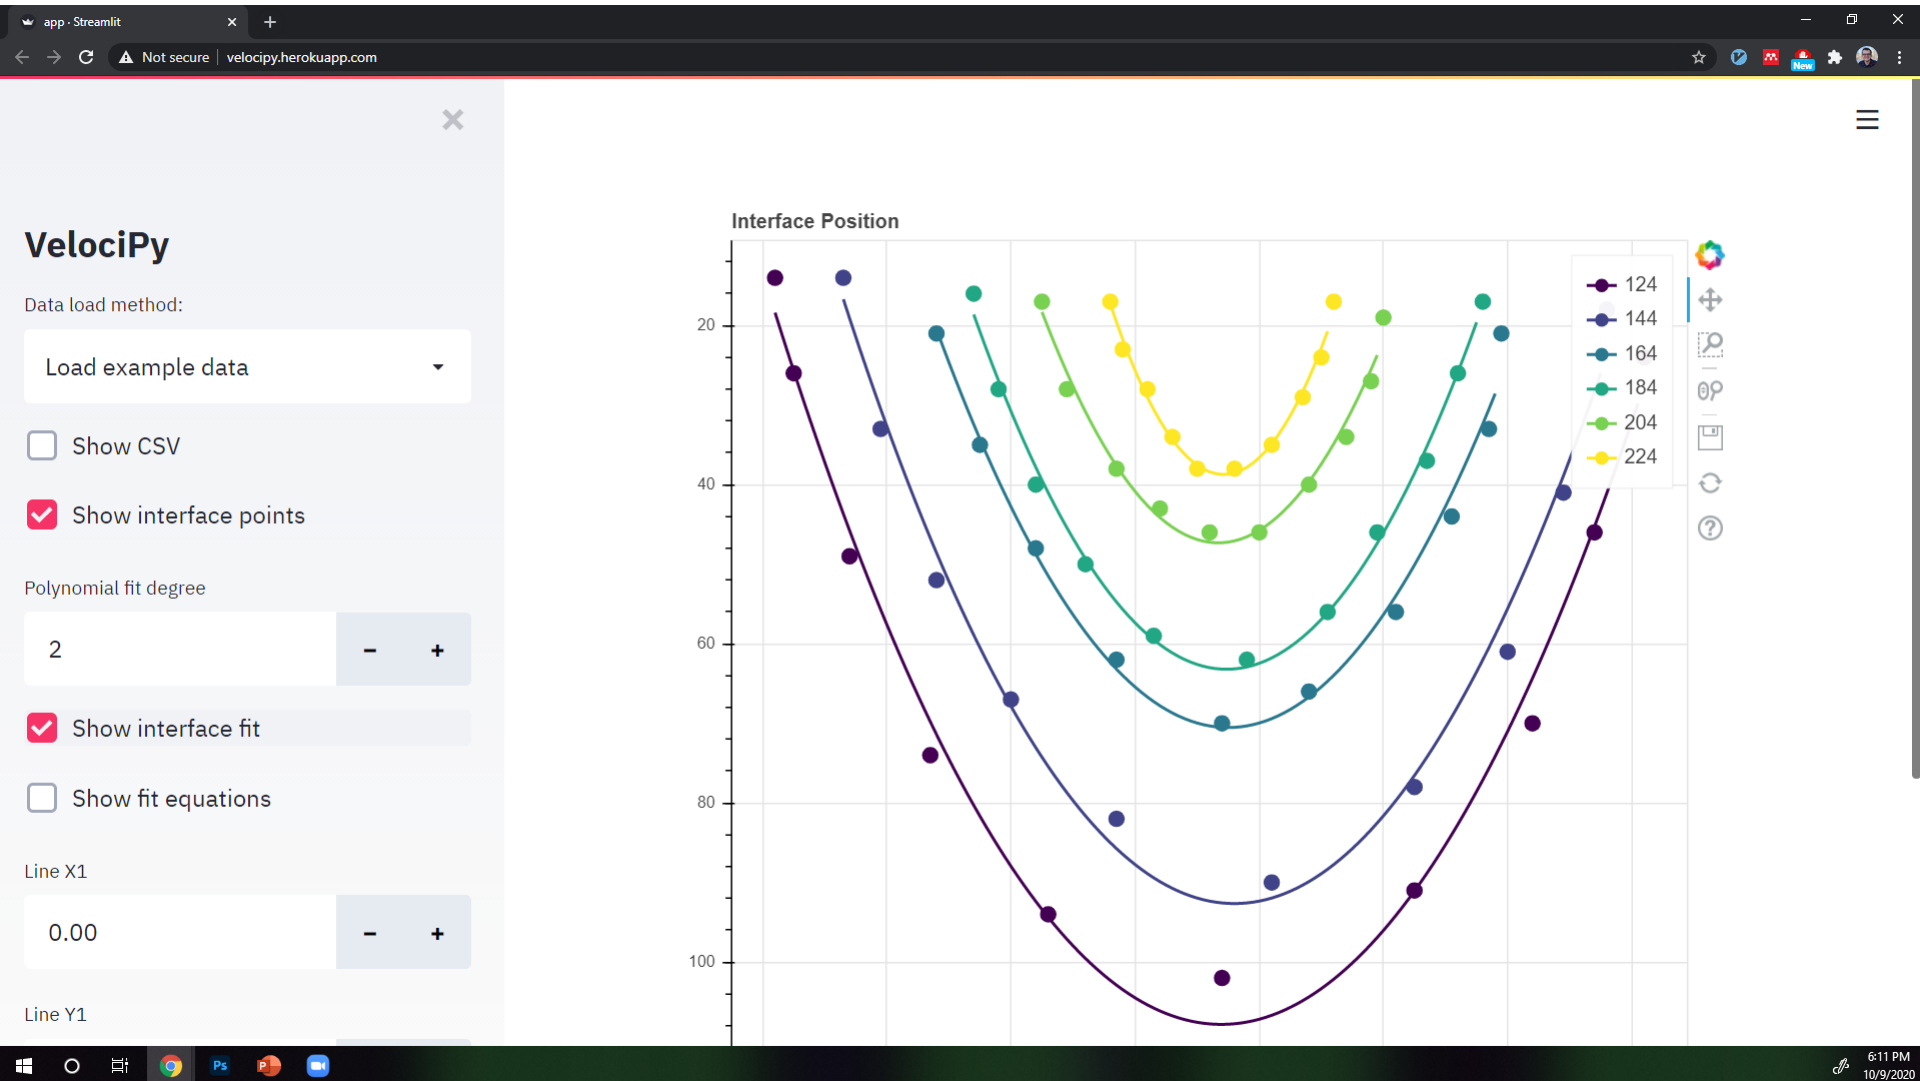 app · Streamlit
Not secure
velocipy.herokuapp.com
New
VelociPy
Data load method:
Load example data
Show CSV
Show interface points
Polynomial fit degree
2
Show interface fit
Show fit equations
Line X1
0.00
Line Y1
Interface Position
20
40
60
80
100
124
144
164
184
204
224
Ps
P
6:11 PM
10/9/2020